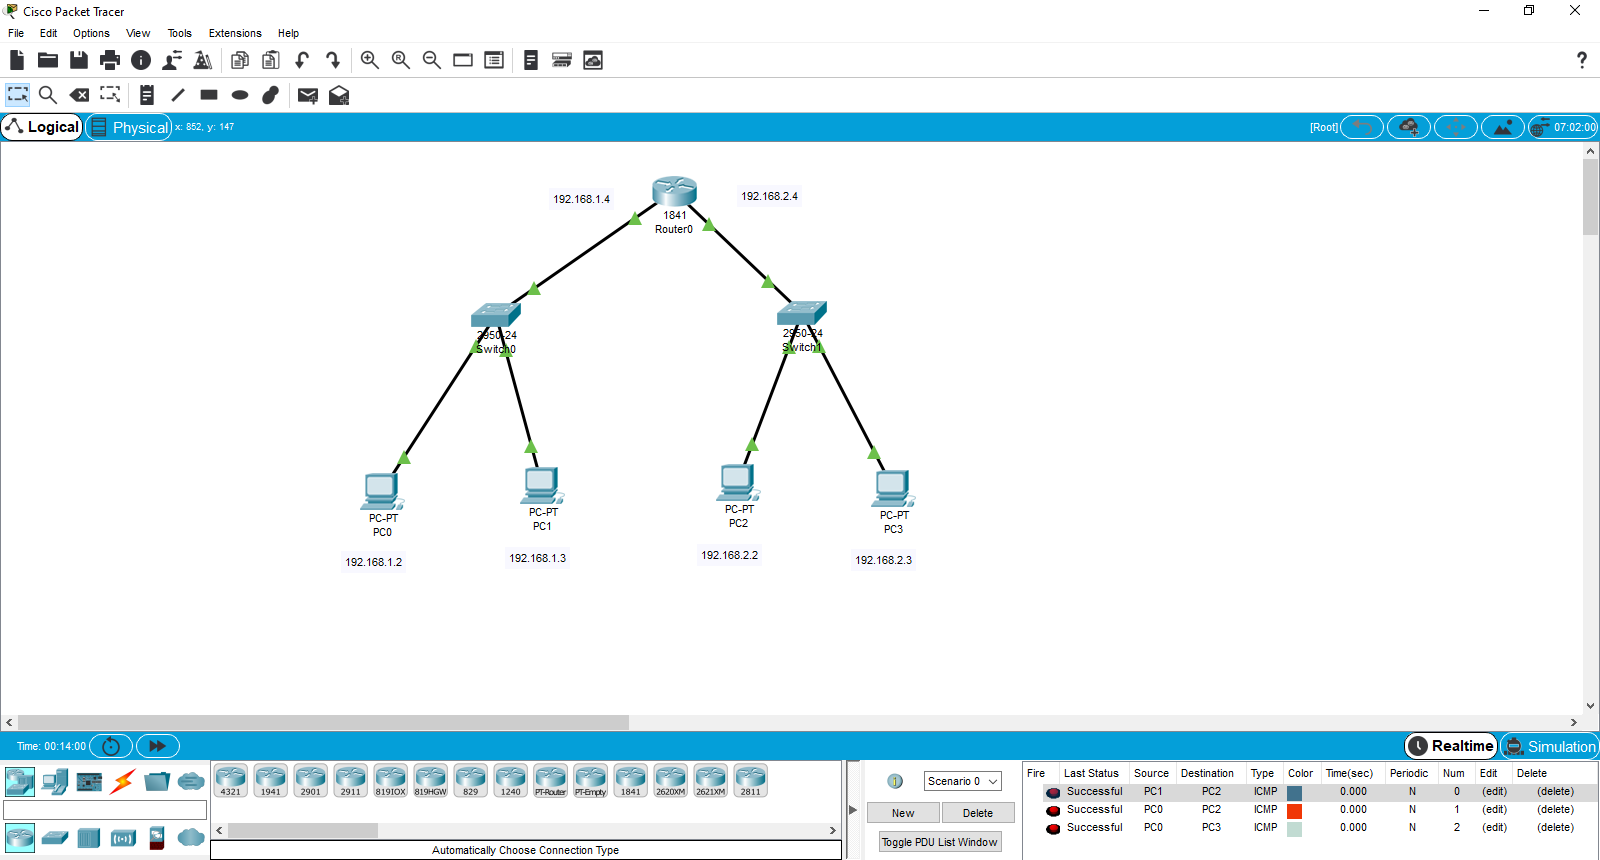 Cisco Packet Tracer
File Edit Options View Tools Extensions Help
Logical Physical x: 852, y: 147 [Root] 07:02:00
192.168.1.4
192.168.2.4
1841
Router0
2950-24
Switch0
2950-24
Switch1
PC-PT
PC0
PC-PT
PC1
PC-PT
PC2
PC-PT
PC3
192.168.1.2
192.168.1.3
192.168.2.2
192.168.2.3
Time: 00:14:00 Realtime Simulation
4321 1941 2901 2911 819IOX 819HGW 829 1240 PT-Router PT-Empty 1841 2620XM 2621XM 2811
Automatically Choose Connection Type
Scenario 0
New Delete
Toggle PDU List Window
Fire Last Status Source Destination Type Color Time(sec) Periodic Num Edit Delete
Successful PC1 PC2 ICMP 0.000 N 0 (edit) (delete)
Successful PC0 PC2 ICMP 0.000 N 1 (edit) (delete)
Successful PC0 PC3 ICMP 0.000 N 2 (edit) (delete)